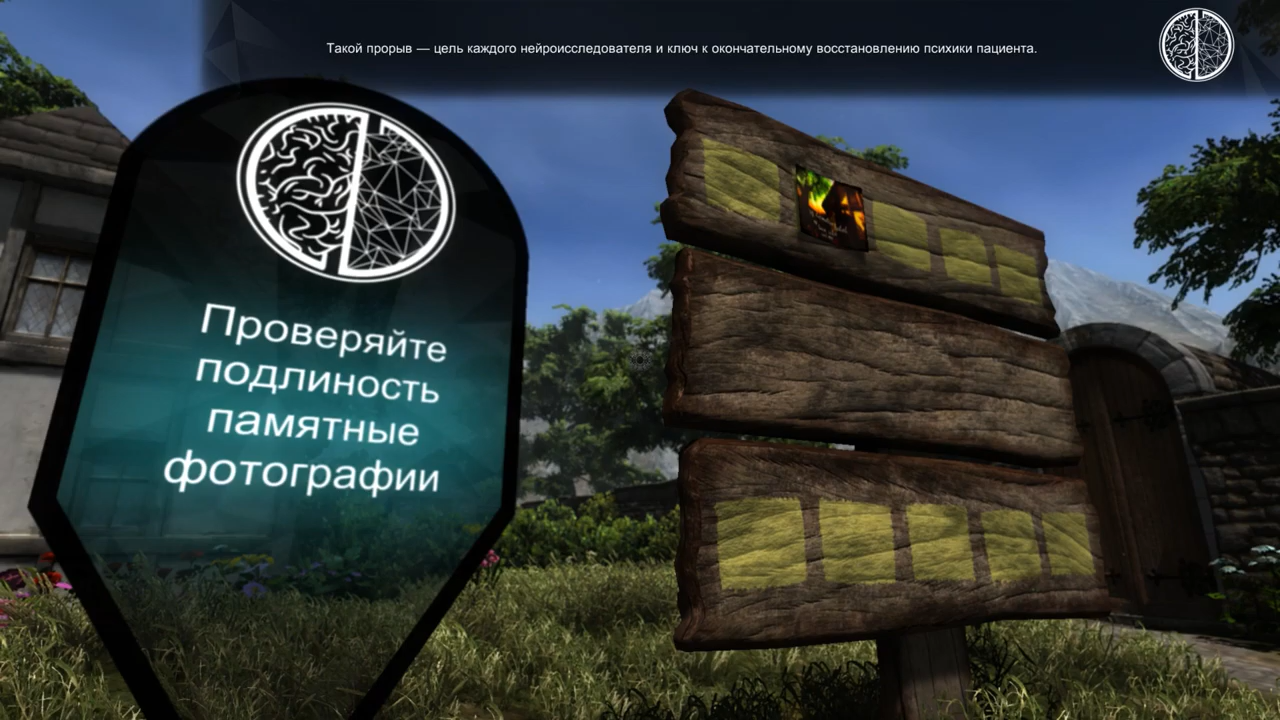 Такой прорыв — цель каждого нейроисследователя и ключ к окончательному восстановлению психики пациента.
Проверяйте
подлиность
памятные
фотографии